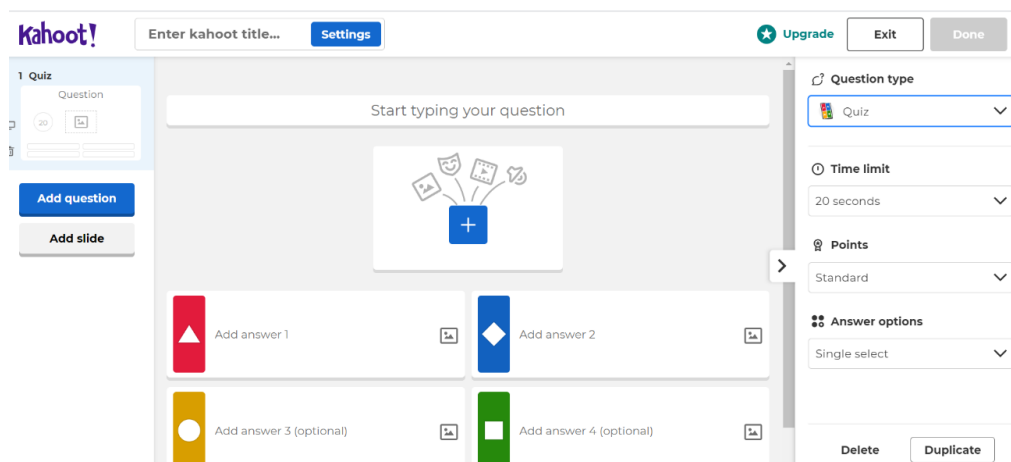 Kahoot!
Enter kahoot title...
Settings
Upgrade
Exit
Done
1 Quiz
Question
20
Add question
Add slide
Start typing your question
Add answer 1
Add answer 2
Add answer 3 (optional)
Add answer 4 (optional)
Question type
Quiz
Time limit
20 seconds
Points
Standard
Answer options
Single select
Delete
Duplicate